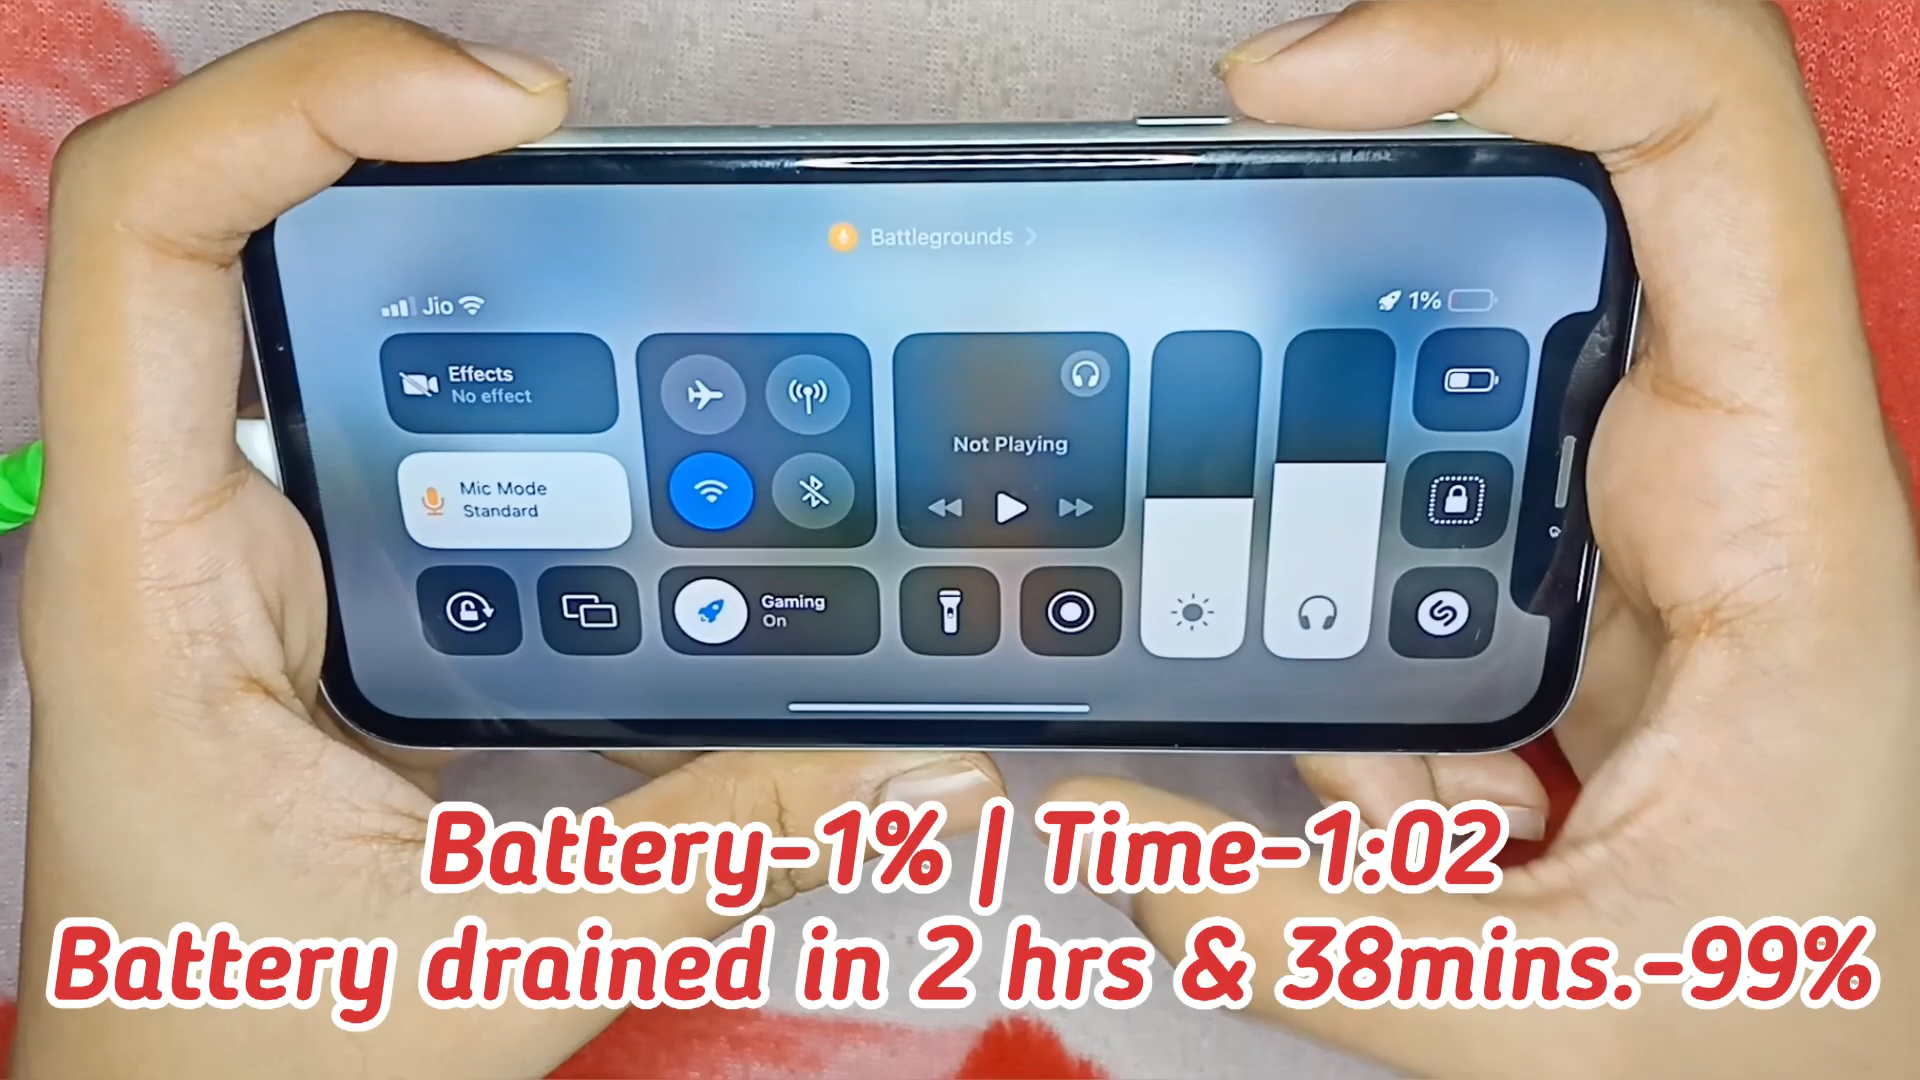 Battlegrounds
Jio
1%
Effects
No effect
Mic Mode
Standard
Not Playing
Gaming
On
Battery-1% | Time-1:02
Battery drained in 2 hrs & 38mins.-99%